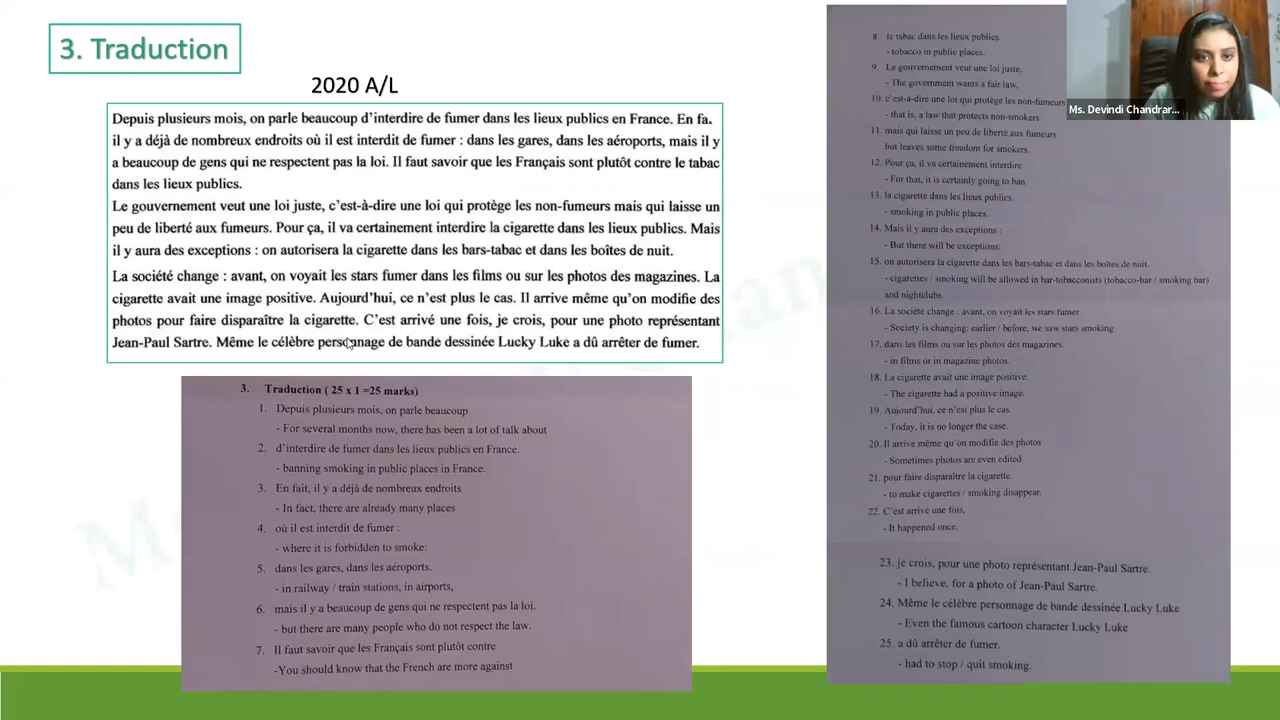 3. Traduction
2020 A/L
Depuis plusieurs mois, on parle beaucoup d'interdire de fumer dans les lieux publics en France. En fa.
il y a déjà de nombreux endroits où il est interdit de fumer : dans les gares, dans les aéroports, mais il y
a beaucoup de gens qui ne respectent pas la loi. Il faut savoir que les Français sont plutôt contre le tabac
dans les lieux publics.
Le gouvernement veut une loi juste, c'est-à-dire une loi qui protège les non-fumeurs mais qui laisse un
peu de liberté aux fumeurs. Pour ça, il va certainement interdire la cigarette dans les lieux publics. Mais
il y aura des exceptions : on autorisera la cigarette dans les bars-tabac et dans les boîtes de nuit.
La société change : avant, on voyait les stars fumer dans les films ou sur les photos des magazines. La
cigarette avait une image positive. Aujourd'hui, ce n'est plus le cas. Il arrive même qu'on modifie des
photos pour faire disparaître la cigarette. C'est arrivé une fois, je crois, pour une photo représentant
Jean-Paul Sartre. Même le célèbre personnage de bande dessinée Lucky Luke a dû arrêter de fumer.
3. Traduction ( 25 x 1 =25 marks)
1. Depuis plusieurs mois, on parle beaucoup
- For several months now, there has been a lot of talk about
2. d'interdire de fumer dans les lieux publics en France.
- banning smoking in public places in France.
3. En fait, il y a déjà de nombreux endroits
- In fact, there are already many places
4. où il est interdit de fumer :
- where it is forbidden to smoke:
5. dans les gares, dans les aéroports,
- in railway / train stations, in airports,
6. mais il y a beaucoup de gens qui ne respectent pas la loi.
- but there are many people who do not respect the law.
7. Il faut savoir que les Français sont plutôt contre
-You should know that the French are more against
8. le tabac dans les lieux publics.
- tobacco in public places.
9. Le gouvernement veut une loi juste,
- The government wants a fair law,
10. c'est-à-dire une loi qui protège les non-fumeurs
- that is, a law that protects non-smokers
11. mais qui laisse un peu de liberté aux fumeurs.
but leaves some freedom for smokers.
12. Pour ça, il va certainement interdire
- For that, it is certainly going to ban
13. la cigarette dans les lieux publics.
- smoking in public places.
14. Mais il y aura des exceptions :
- But there will be exceptions:
15. on autorisera la cigarette dans les bars-tabac et dans les boîtes de nuit.
- cigarettes / smoking will be allowed in bar-tobacconists (tobacco-bar / smoking bar)
and nightclubs.
16. La société change : avant, on voyait les stars fumer
- Society is changing: earlier / before, we saw stars smoking
17. dans les films ou sur les photos des magazines.
- in films or in magazine photos.
18. La cigarette avait une image positive.
- The cigarette had a positive image.
19. Aujourd'hui, ce n'est plus le cas.
- Today, it is no longer the case.
20. Il arrive même qu'on modifie des photos
- Sometimes photos are even edited
21. pour faire disparaître la cigarette.
- to make cigarettes / smoking disappear.
22. C'est arrivé une fois,
- It happened once,
23. je crois, pour une photo représentant Jean-Paul Sartre.
- I believe, for a photo of Jean-Paul Sartre.
24. Même le célèbre personnage de bande dessinée Lucky Luke
- Even the famous cartoon character Lucky Luke
25. a dû arrêter de fumer.
- had to stop / quit smoking.
Ms. Devindi Chandrar...